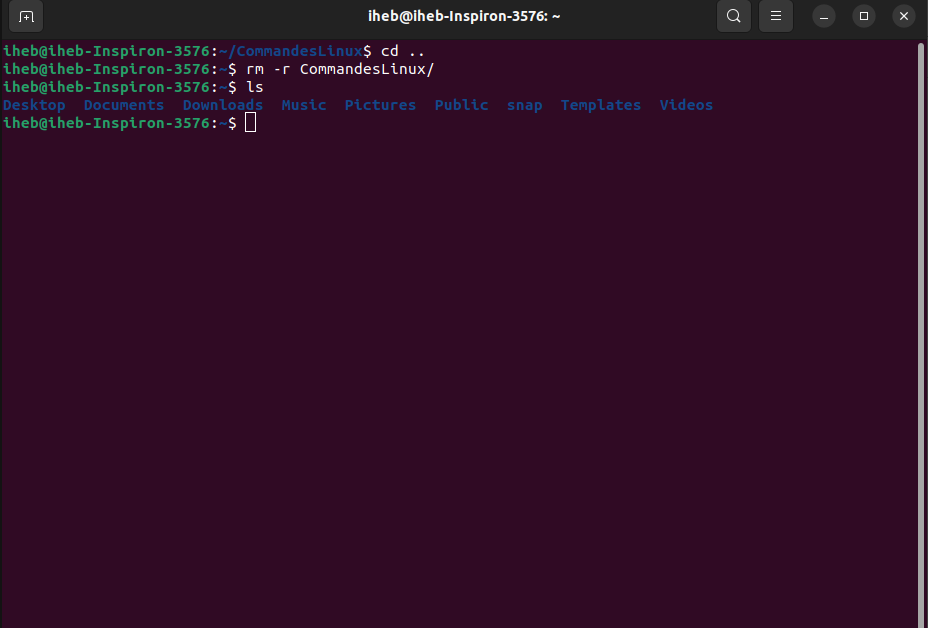 iheb@iheb-Inspiron-3576: ~
iheb@iheb-Inspiron-3576:~/CommandesLinux$ cd ..
iheb@iheb-Inspiron-3576:~$ rm -r CommandesLinux/
iheb@iheb-Inspiron-3576:~$ ls
Desktop  Documents  Downloads  Music  Pictures  Public  snap  Templates  Videos
iheb@iheb-Inspiron-3576:~$